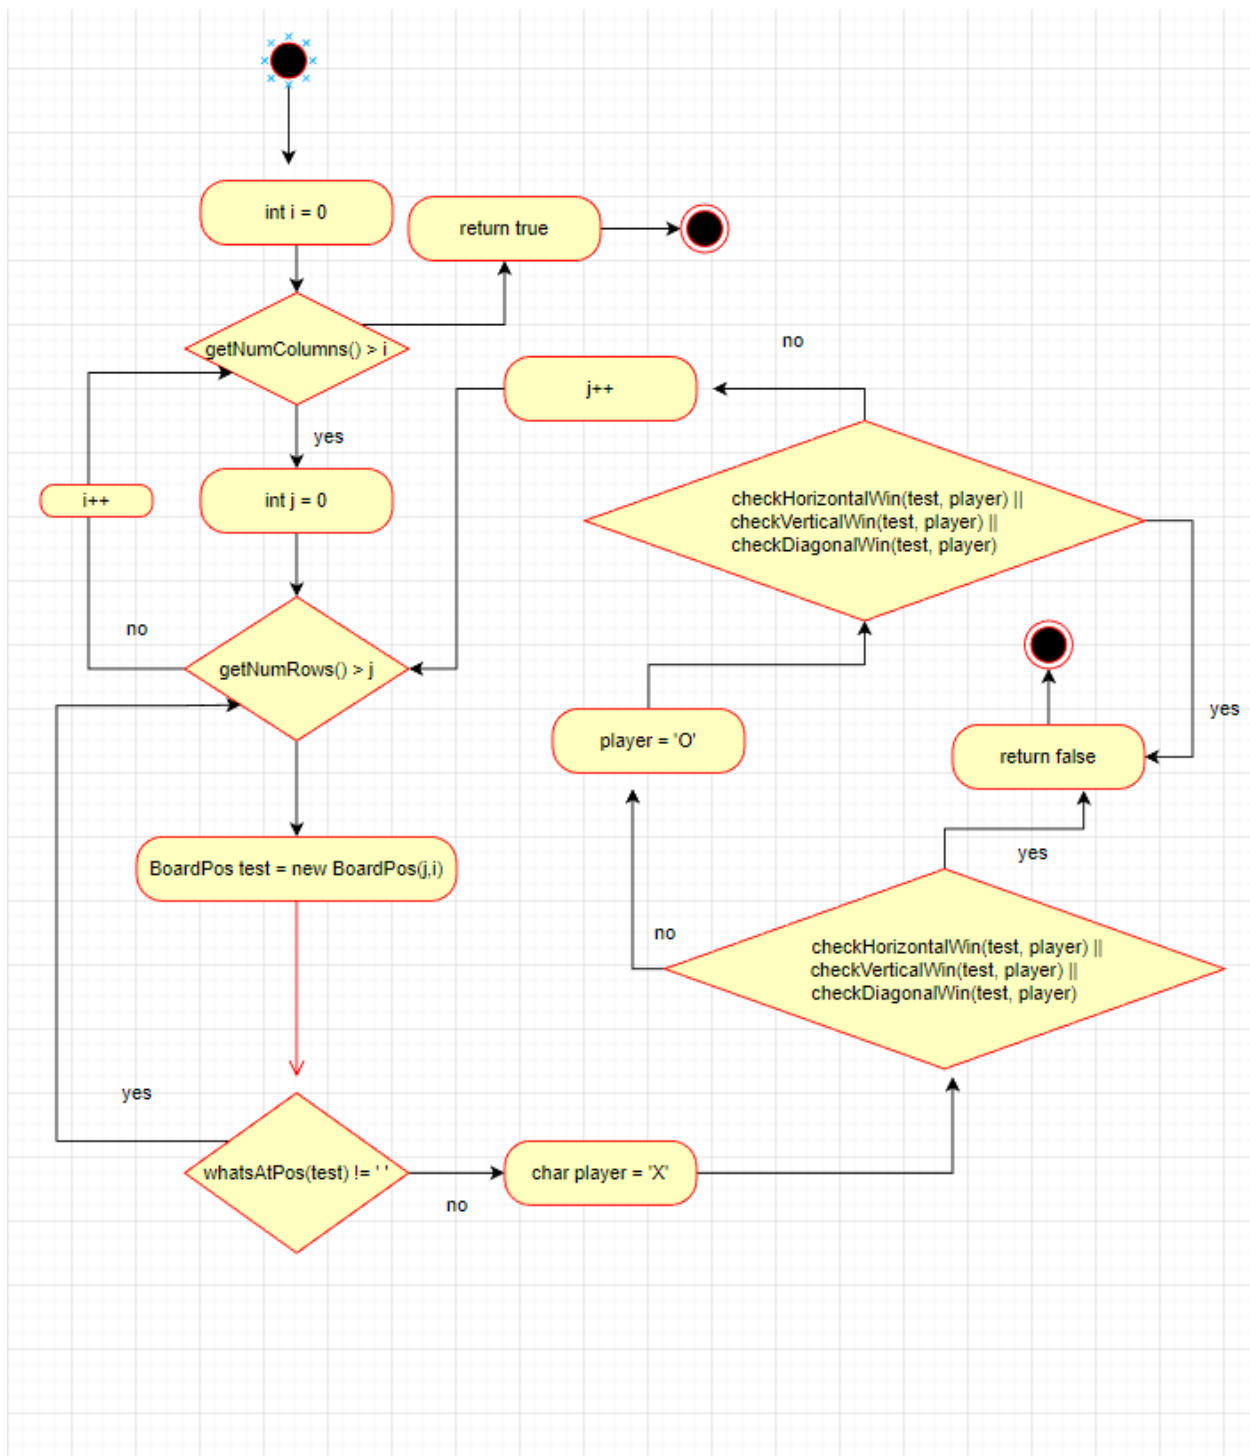 int i = 0
return true
getNumColumns() > i
no
j++
yes
i++
int j = 0
checkHorizontalWin(test, player) ||
checkVerticalWin(test, player) ||
checkDiagonalWin(test, player)
no
getNumRows() > j
yes
player = 'O'
return false
yes
BoardPos test = new BoardPos(j,i)
no
checkHorizontalWin(test, player) ||
checkVerticalWin(test, player) ||
checkDiagonalWin(test, player)
yes
whatsAtPos(test) != ' '
char player = 'X'
no